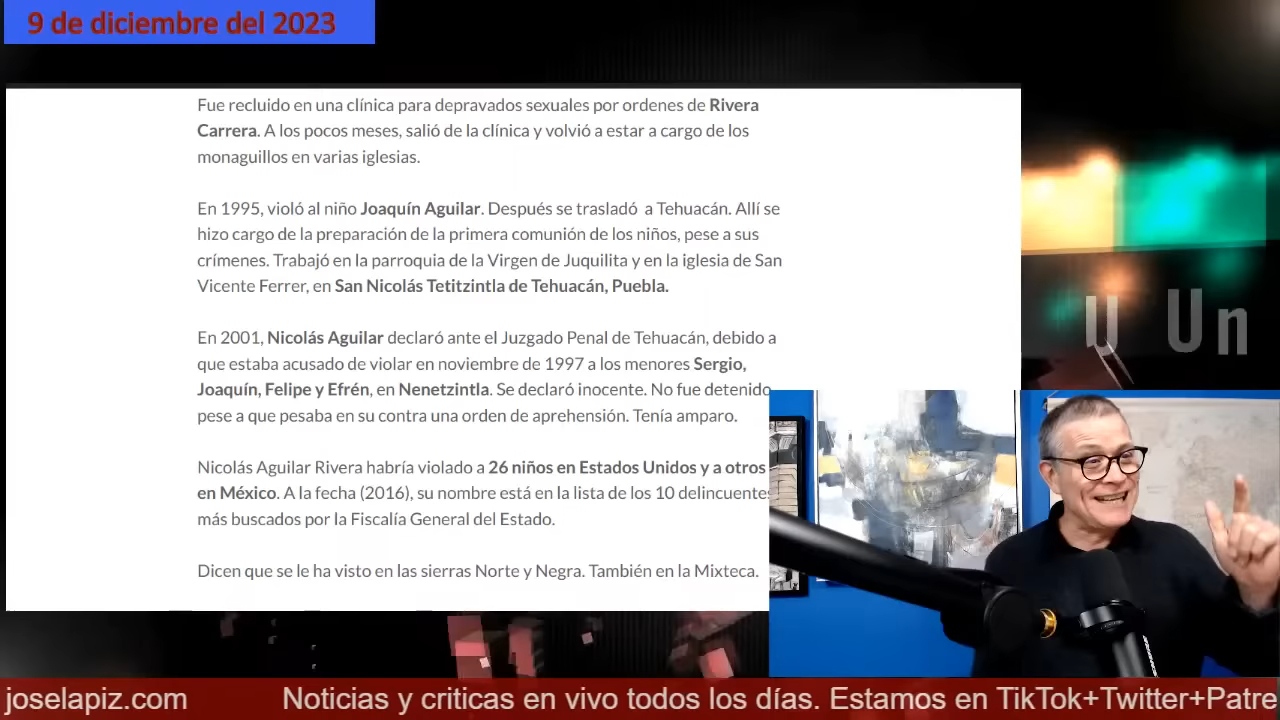 9 de diciembre del 2023
Fue recluido en una clínica para depravados sexuales por ordenes de Rivera
Carrera. A los pocos meses, salió de la clínica y volvió a estar a cargo de los
monaguillos en varias iglesias.
En 1995, violó al niño Joaquín Aguilar. Después se trasladó a Tehuacán. Allí se
hizo cargo de la preparación de la primera comunión de los niños, pese a sus
crímenes. Trabajó en la parroquia de la Virgen de Juquilita y en la iglesia de San
Vicente Ferrer, en San Nicolás Tetitzintla de Tehuacán, Puebla.
En 2001, Nicolás Aguilar declaró ante el Juzgado Penal de Tehuacán, debido a
que estaba acusado de violar en noviembre de 1997 a los menores Sergio,
Joaquín, Felipe y Efrén, en Nenetzintla. Se declaró inocente. No fue detenido
pese a que pesaba en su contra una orden de aprehensión. Tenía amparo.
Nicolás Aguilar Rivera habría violado a 26 niños en Estados Unidos y a otros
en México. A la fecha (2016), su nombre está en la lista de los 10 delincuentes
más buscados por la Fiscalía General del Estado.
Dicen que se le ha visto en las sierras Norte y Negra. También en la Mixteca.
U Un
joselapiz.com Noticias y criticas en vivo todos los días. Estamos en TikTok+Twitter+Patre